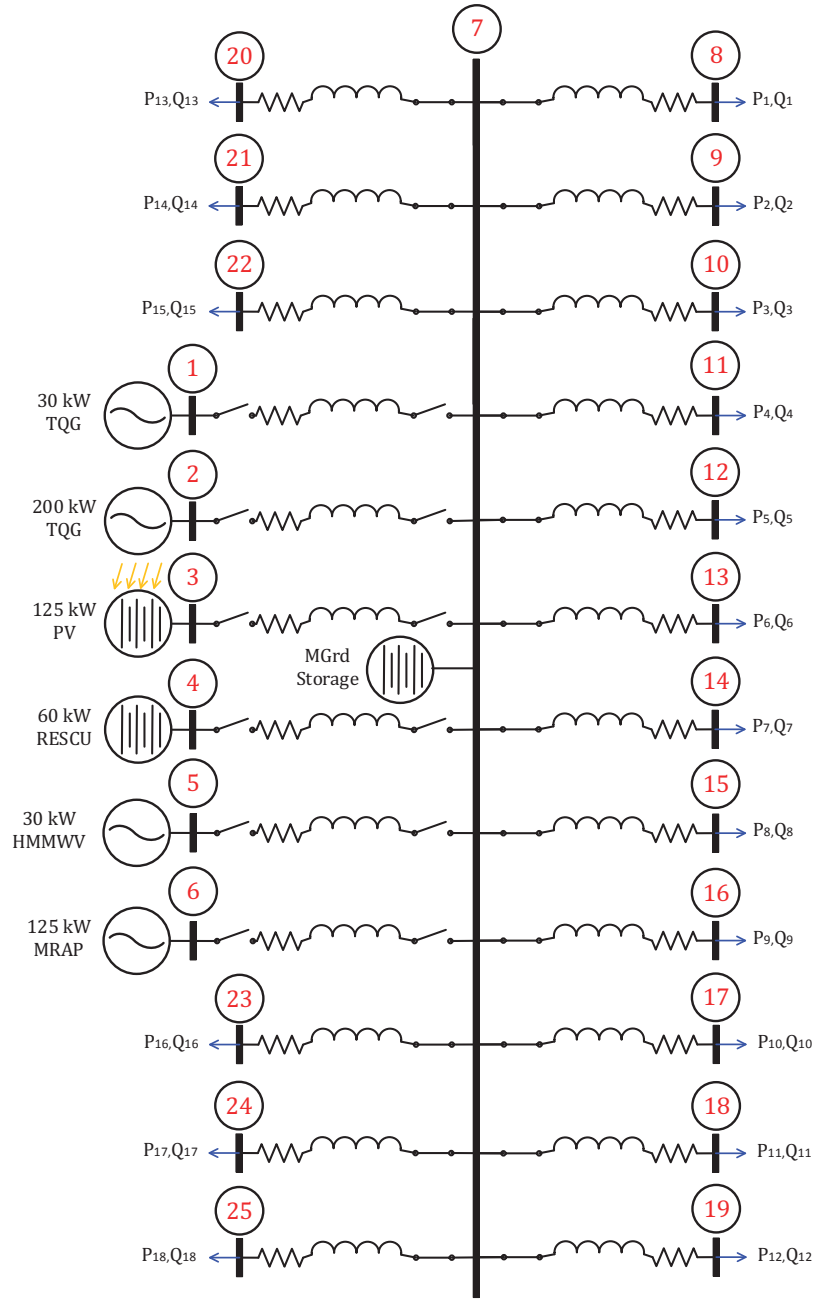 7
20
8
P13,Q13
P1,Q1
21
9
P14,Q14
P2,Q2
22
10
P15,Q15
P3,Q3
1
11
30 kW
TQG
P4,Q4
2
12
200 kW
TQG
P5,Q5
3
13
125 kW
PV
P6,Q6
MGrd
Storage
4
14
60 kW
RESCU
P7,Q7
5
15
30 kW
HMMWV
P8,Q8
6
16
125 kW
MRAP
P9,Q9
23
17
P16,Q16
P10,Q10
24
18
P17,Q17
P11,Q11
25
19
P18,Q18
P12,Q12